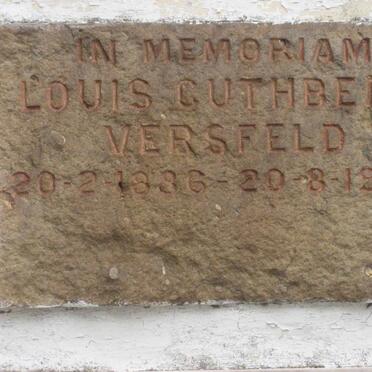 IN MEMORIAM
LOUIS CUTHBE
VERSFELD
20-2-1886-20-8-1